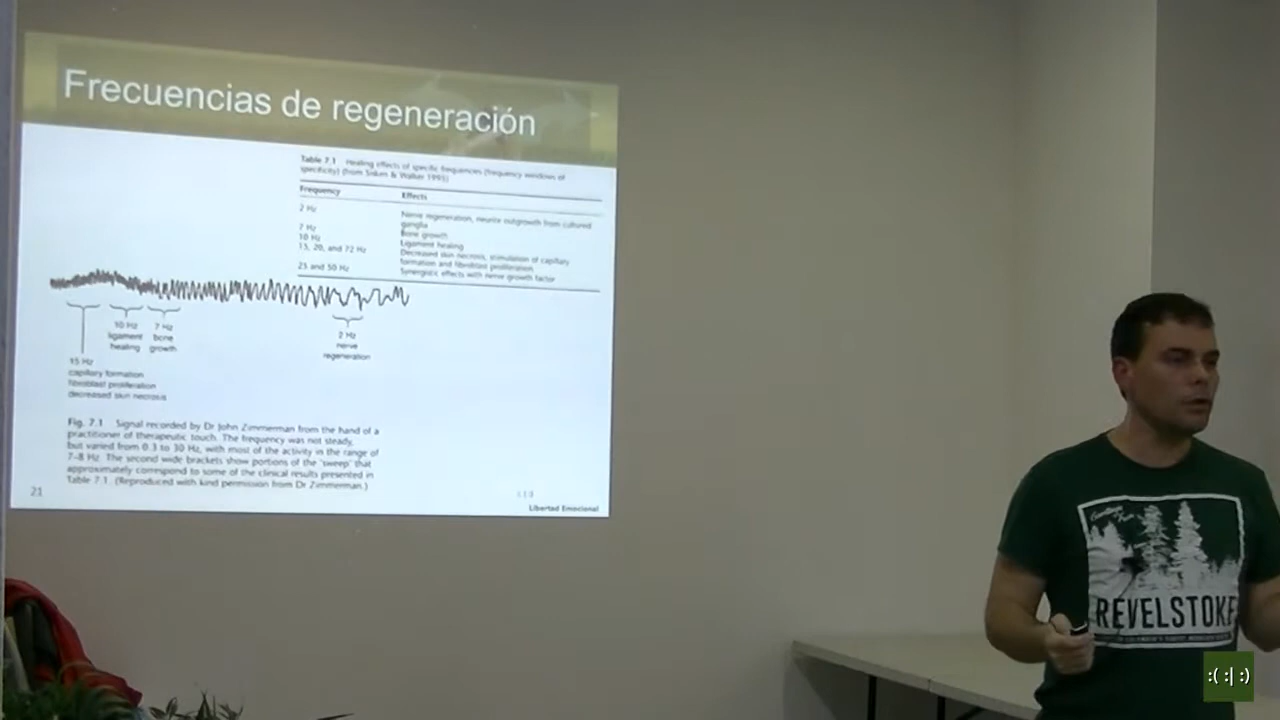 Frecuencias de regeneración
Table 7.1 Healing effects of specific frequencies (frequency windows of
specificity) (from Sisken & Walker 1995)
Frequency Effects
2 Hz Nerve regeneration, neurite outgrowth from cultured
ganglia
7 Hz Bone growth
10 Hz Ligament healing
15, 20, and 72 Hz Decreased skin necrosis, stimulation of capillary
formation and fibroblast proliferation
25 and 50 Hz Synergistic effects with nerve growth factor
10 Hz
ligament
healing
7 Hz
bone
growth
2 Hz
nerve
regeneration
15 Hz
capillary formation
fibroblast proliferation
decreased skin necrosis
Fig. 7.1 Signal recorded by Dr John Zimmerman from the hand of a
practitioner of therapeutic touch. The frequency was not steady,
but varied from 0.3 to 30 Hz, with most of the activity in the range of
7–8 Hz. The second wide brackets show portions of the 'sweep' that
approximately correspond to some of the clinical results presented in
Table 7.1. (Reproduced with kind permission from Dr Zimmerman.)
21
Libertad Emocional
REVELSTOKE
:( :| :)